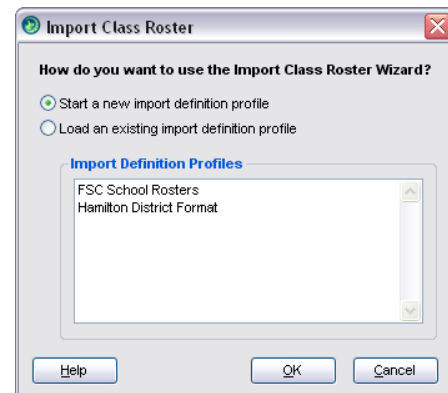 Import Class Roster
How do you want to use the Import Class Roster Wizard?
Start a new import definition profile
Load an existing import definition profile
Import Definition Profiles
FSC School Rosters
Hamilton District Format
Help
OK
Cancel